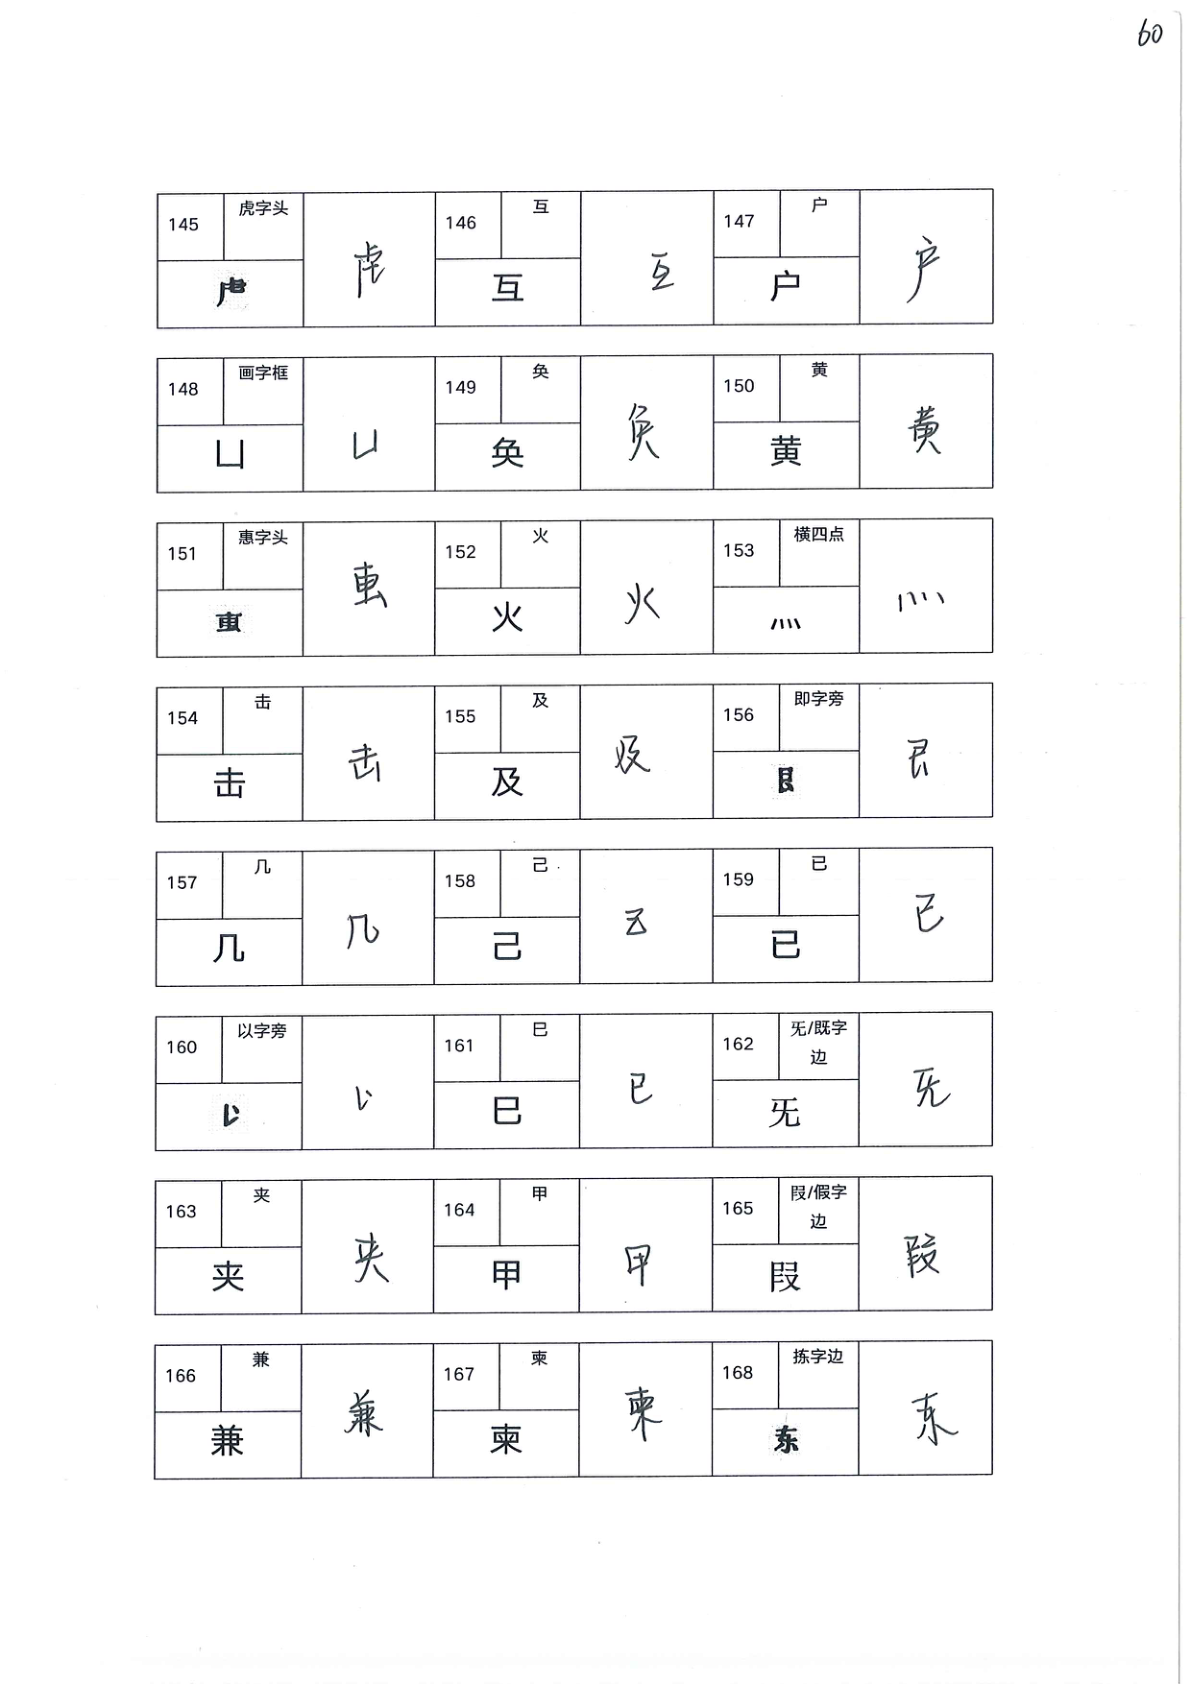 60
145 虎字头 虍 虍
146 互 互 互
147 户 户 户
148 画字框 凵 凵
149 奂 奂 奂
150 黄 黄 黄
151 惠字头 叀 叀
152 火 火 火
153 横四点 灬 灬
154 击 击 击
155 及 及 及
156 即字旁
157 几 几 几
158 己 己 己
159 已 已 已
160 以字旁
161 巳 巳 巳
162 旡/既字边 旡 旡
163 夹 夹 夹
164 甲 甲 甲
165 叚/假字边 叚 叚
166 兼 兼 兼
167 柬 柬 柬
168 拣字边